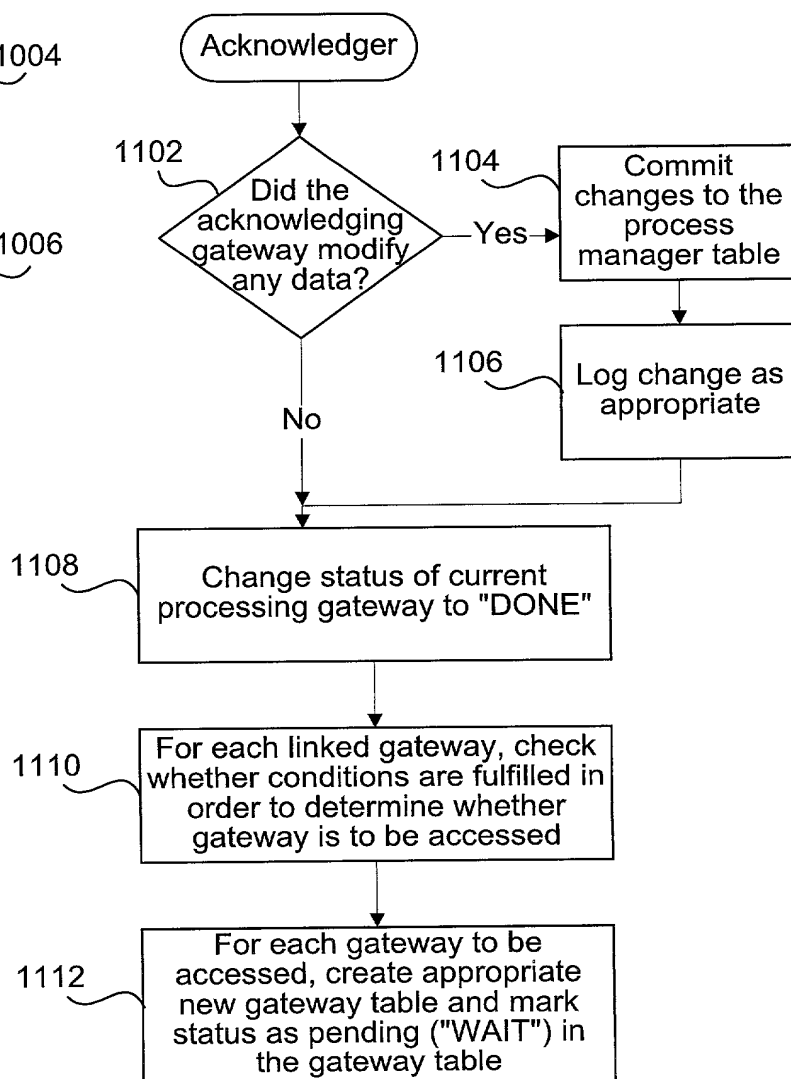 1004
Acknowledger
1102
Did the
acknowledging
gateway modify
any data?
Yes
1104
Commit
changes to the
process
manager table
1006
1106
Log change as
appropriate
No
1108
Change status of current
processing gateway to "DONE"
1110
For each linked gateway, check
whether conditions are fulfilled in
order to determine whether
gateway is to be accessed
1112
For each gateway to be
accessed, create appropriate
new gateway table and mark
status as pending ("WAIT") in
the gateway table